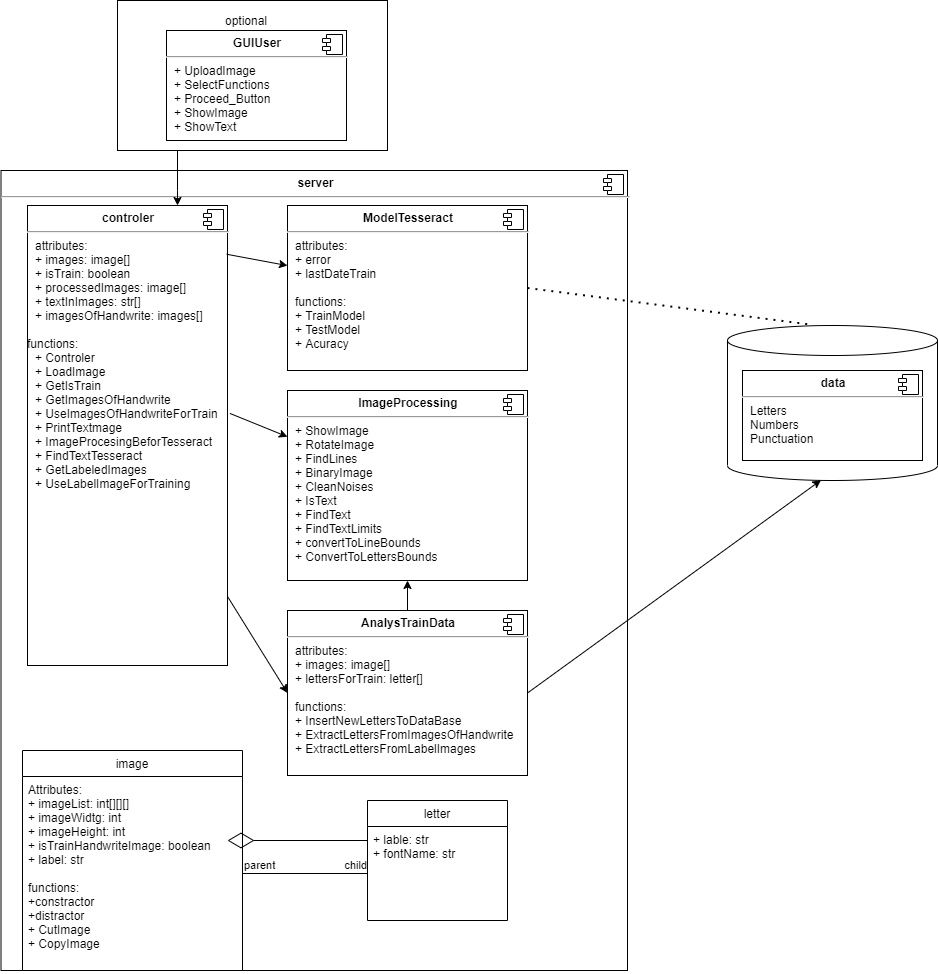 optional
GUIUser
+ UploadImage
+ SelectFunctions
+ Proceed_Button
+ ShowImage
+ ShowText
server
controler
attributes:
+ images: image[]
+ isTrain: boolean
+ processedImages: image[]
+ textInImages: str[]
+ imagesOfHandwrite: images[]
functions:
+ Controler
+ LoadImage
+ GetIsTrain
+ GetImagesOfHandwrite
+ UseImagesOfHandwriteForTrain
+ PrintTextmage
+ ImageProcesingBeforTesseract
+ FindTextTesseract
+ GetLabeledImages
+ UseLabelImageForTraining
ModelTesseract
attributes:
+ error
+ lastDateTrain
functions:
+ TrainModel
+ TestModel
+ Acuracy
ImageProcessing
+ ShowImage
+ RotateImage
+ FindLines
+ BinaryImage
+ CleanNoises
+ IsText
+ FindText
+ FindTextLimits
+ convertToLineBounds
+ ConvertToLettersBounds
data
Letters
Numbers
Punctuation
AnalysTrainData
attributes:
+ images: image[]
+ lettersForTrain: letter[]
functions:
+ InsertNewLettersToDataBase
+ ExtractLettersFromImagesOfHandwrite
+ ExtractLettersFromLabelImages
image
Attributes:
+ imageList: int[][][]
+ imageWidtg: int
+ imageHeight: int
+ isTrainHandwriteImage: boolean
+ label: str
functions:
+constractor
+distractor
+ CutImage
+ CopyImage
parent
child
letter
+ lable: str
+ fontName: str